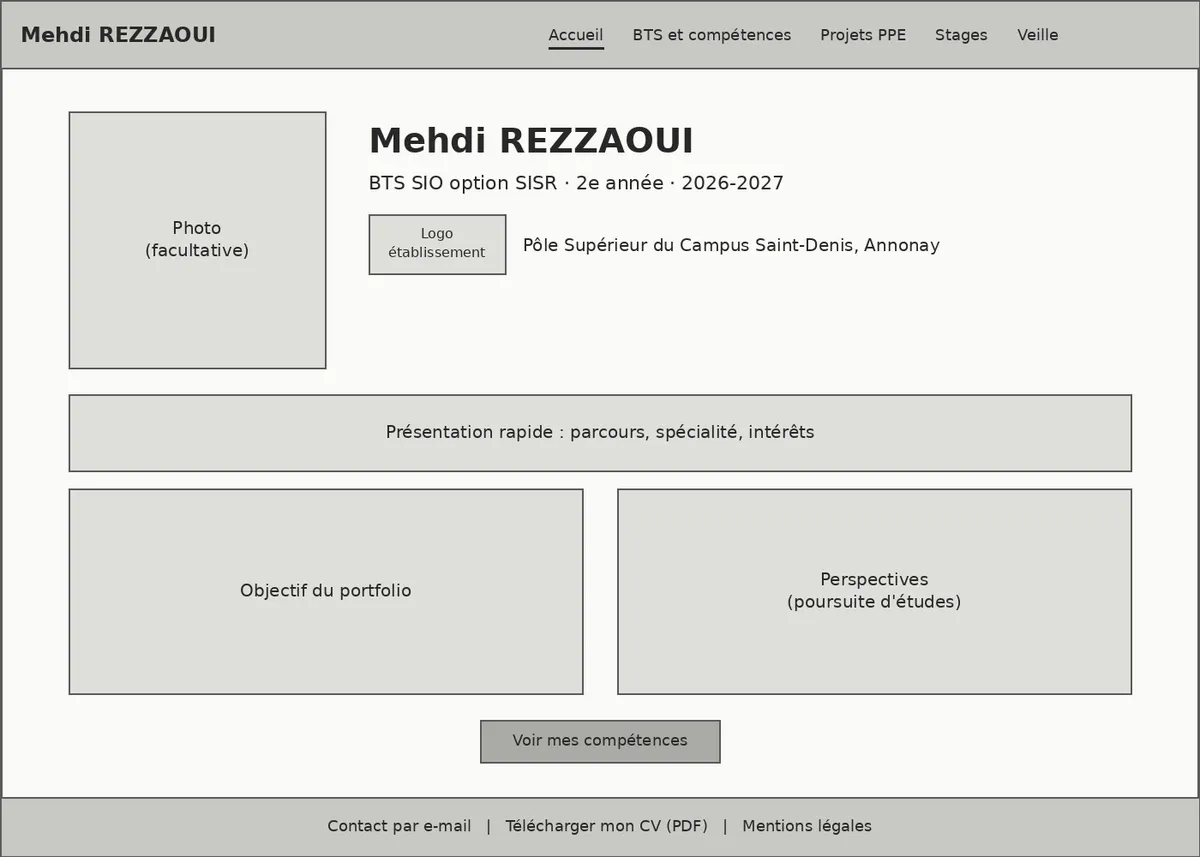 Mehdi REZZAOUI
Accueil
BTS et compétences
Projets PPE
Stages
Veille
Photo
(facultative)
Mehdi REZZAOUI
BTS SIO option SISR · 2e année · 2026-2027
Logo
établissement
Pôle Supérieur du Campus Saint-Denis, Annonay
Présentation rapide : parcours, spécialité, intérêts
Objectif du portfolio
Perspectives
(poursuite d'études)
Voir mes compétences
Contact par e-mail | Télécharger mon CV (PDF) | Mentions légales